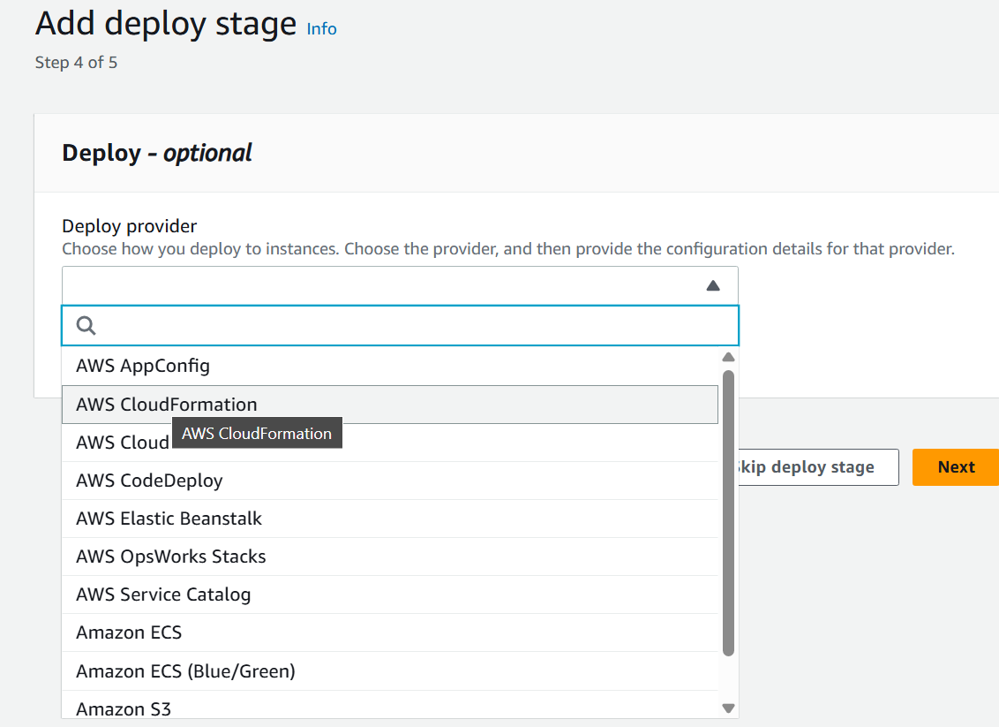 Add deploy stage Info
Step 4 of 5
Deploy - optional
Deploy provider
Choose how you deploy to instances. Choose the provider, and then provide the configuration details for that provider.
AWS AppConfig
AWS CloudFormation
AWS CloudFormation
AWS Cloud
AWS CodeDeploy
skip deploy stage
Next
AWS Elastic Beanstalk
AWS OpsWorks Stacks
AWS Service Catalog
Amazon ECS
Amazon ECS (Blue/Green)
Amazon S3